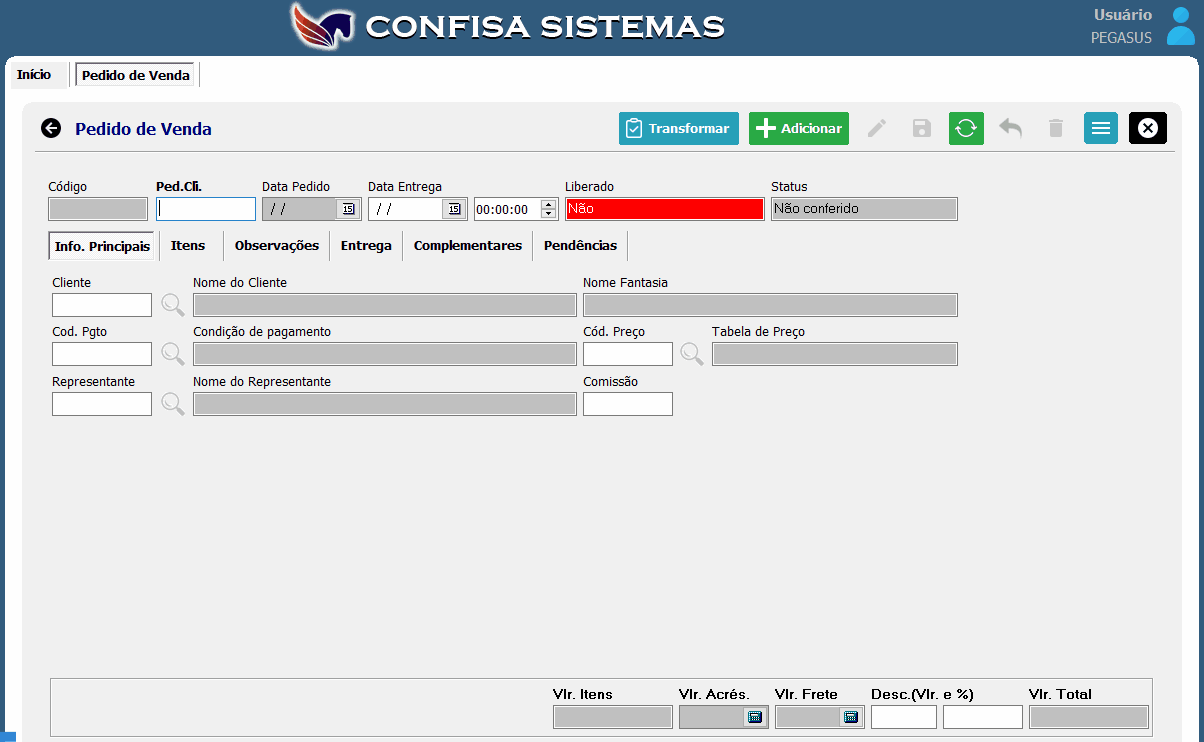 CONFISA SISTEMAS
Usuário
PEGASUS
Início Pedido de Venda
Pedido de Venda Transformar Adicionar
Código Ped.Cli. Data Pedido Data Entrega Liberado Status
/ / 15 / / 15 00:00:00 Não Não conferido
Info. Principais Itens Observações Entrega Complementares Pendências
Cliente Nome do Cliente Nome Fantasia
Cod. Pgto Condição de pagamento Cód. Preço Tabela de Preço
Representante Nome do Representante Comissão
Vlr. Itens Vlr. Acrés. Vlr. Frete Desc.(Vlr. e %) Vlr. Total